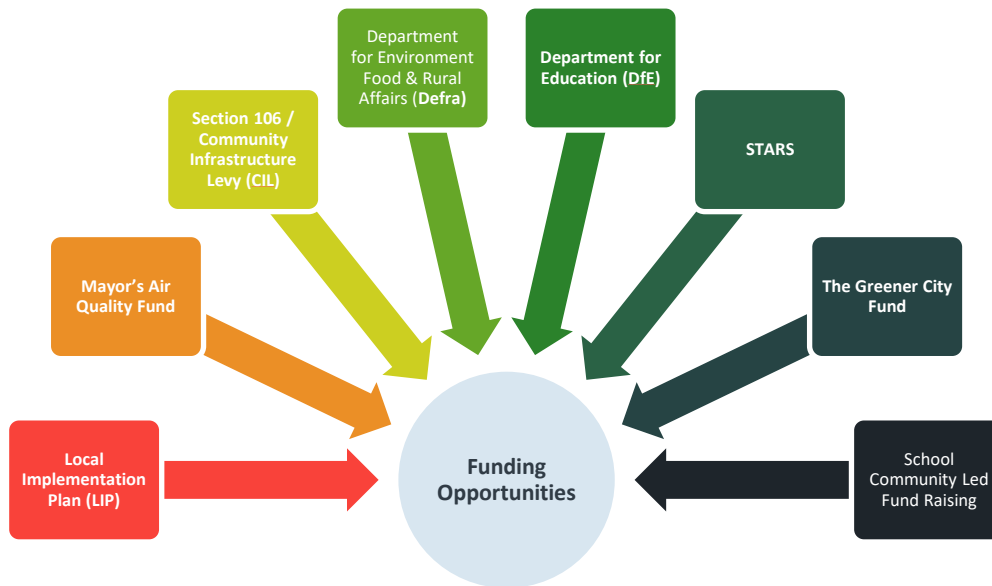 Local
Implementation
Plan (LIP)
Mayor’s Air
Quality Fund
Section 106 /
Community
Infrastructure
Levy (CIL)
Department
for Environment
Food & Rural
Affairs (Defra)
Department for
Education (DfE)
STARS
The Greener City
Fund
School
Community Led
Fund Raising
Funding
Opportunities